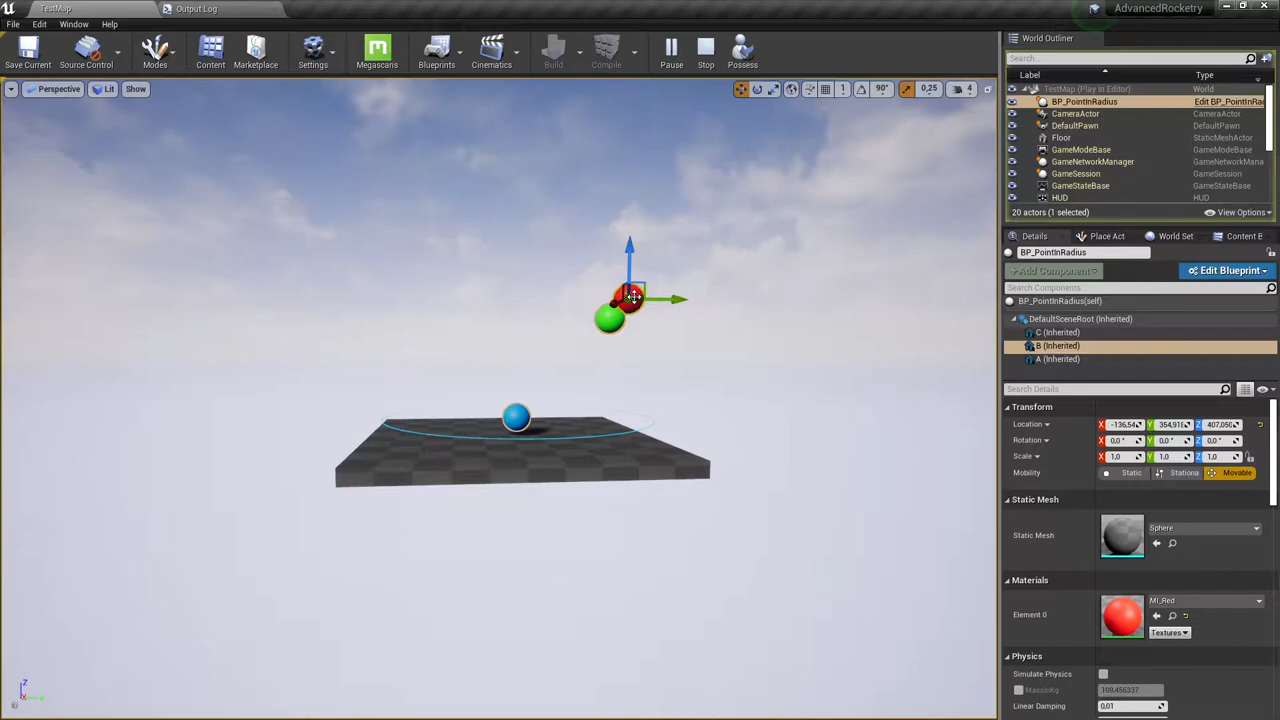 TestMap
Output Log
AdvancedRocketry
File Edit Window Help
Save Current
Source Control
Modes
Content
Marketplace
Settings
Megascans
Blueprints
Cinematics
Build
Compile
Pause
Stop
Possess
Perspective
Lit
Show
1
90°
0,25
4
World Outliner
Search...
Label Type
TestMap (Play In Editor) World
BP_PointInRadius Edit BP_PointInRad
CameraActor CameraActor
DefaultPawn DefaultPawn
Floor StaticMeshActor
GameModeBase GameModeBase
GameNetworkManager GameNetworkMana
GameSession GameSession
GameStateBase GameStateBase
HUD HUD
20 actors (1 selected) View Options
Details Place Act World Set Content B
BP_PointInRadius
+Add Component Edit Blueprint
Search Components
BP_PointInRadius(self)
DefaultSceneRoot (Inherited)
C (Inherited)
B (Inherited)
A (Inherited)
Search Details
Transform
Location X -136,54 Y 354,918 Z 407,050
Rotation X 0,0 ° Y 0,0 ° Z 0,0 °
Scale X 1,0 Y 1,0 Z 1,0
Mobility Static Stationa Movable
Static Mesh
Static Mesh Sphere
Materials
Element 0 MI_Red
Textures
Physics
Simulate Physics
MassInKg 109,456337
Linear Damping 0,01